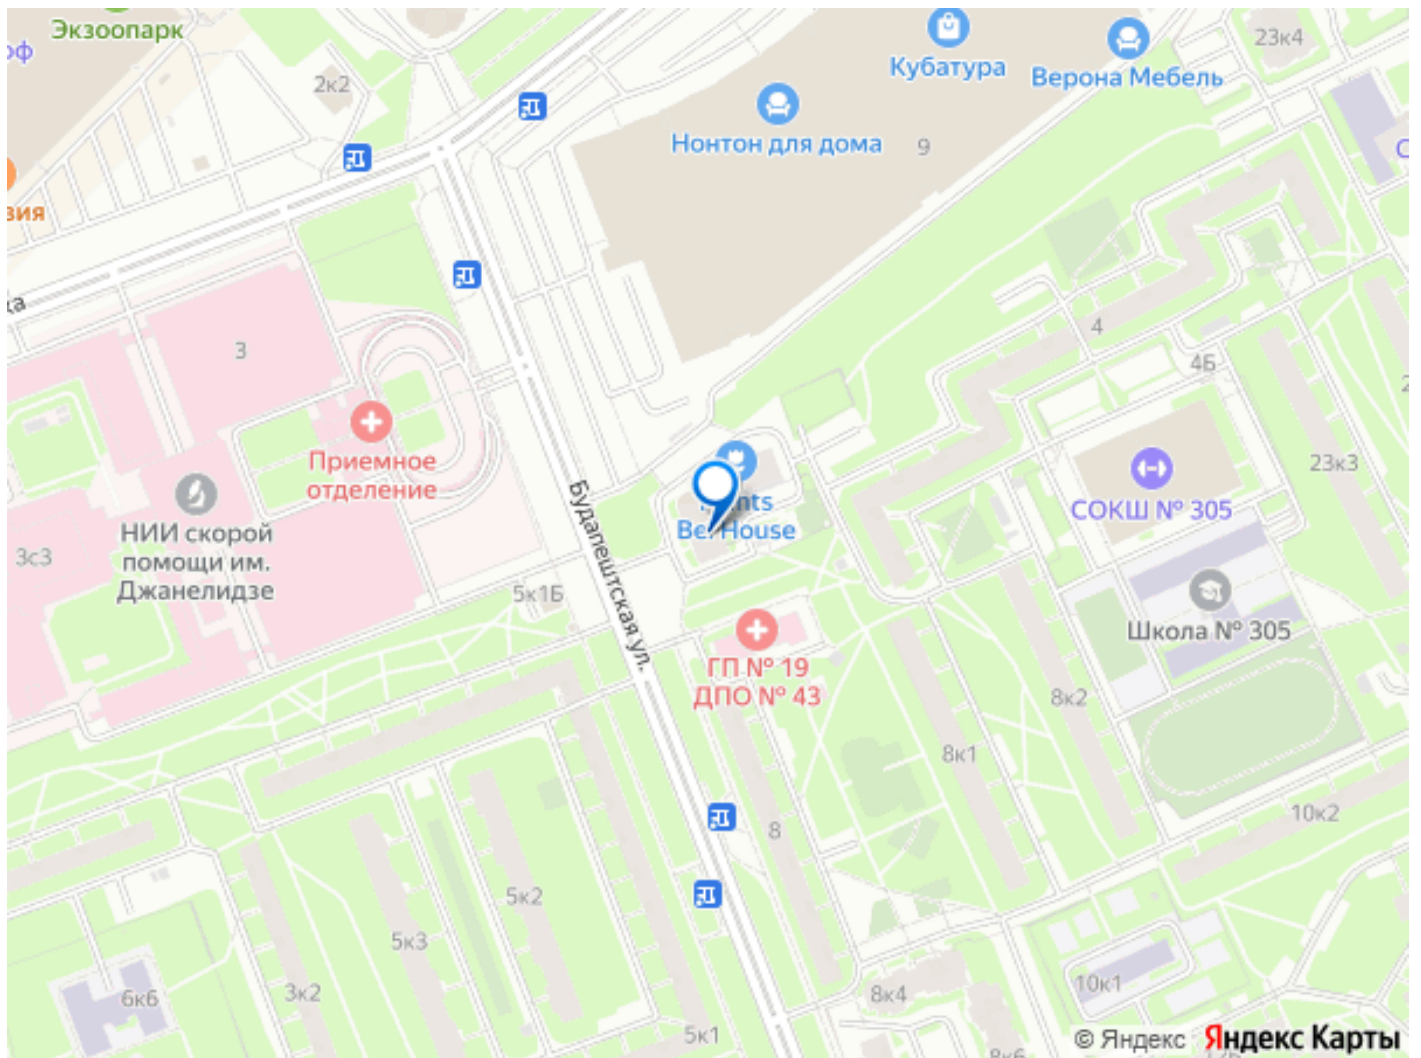 Экзоопарк
оф
2к2
Кубатура
23к4
Верона Мебель
Нонтон для дома
9
зия
3
4
4Б
Приемное
отделение
НИИ скорой
помощи им.
Джанелидзе
3с3
5к1Б
Будапештская ул.
House
СОКШ № 305
23к3
Школа № 305
ГП № 19
ДПО № 43
8к2
8к1
8
10к2
5к2
5к3
3к2
6к6
8к4
10к1
5к1
© Яндекс Яндекс Карты